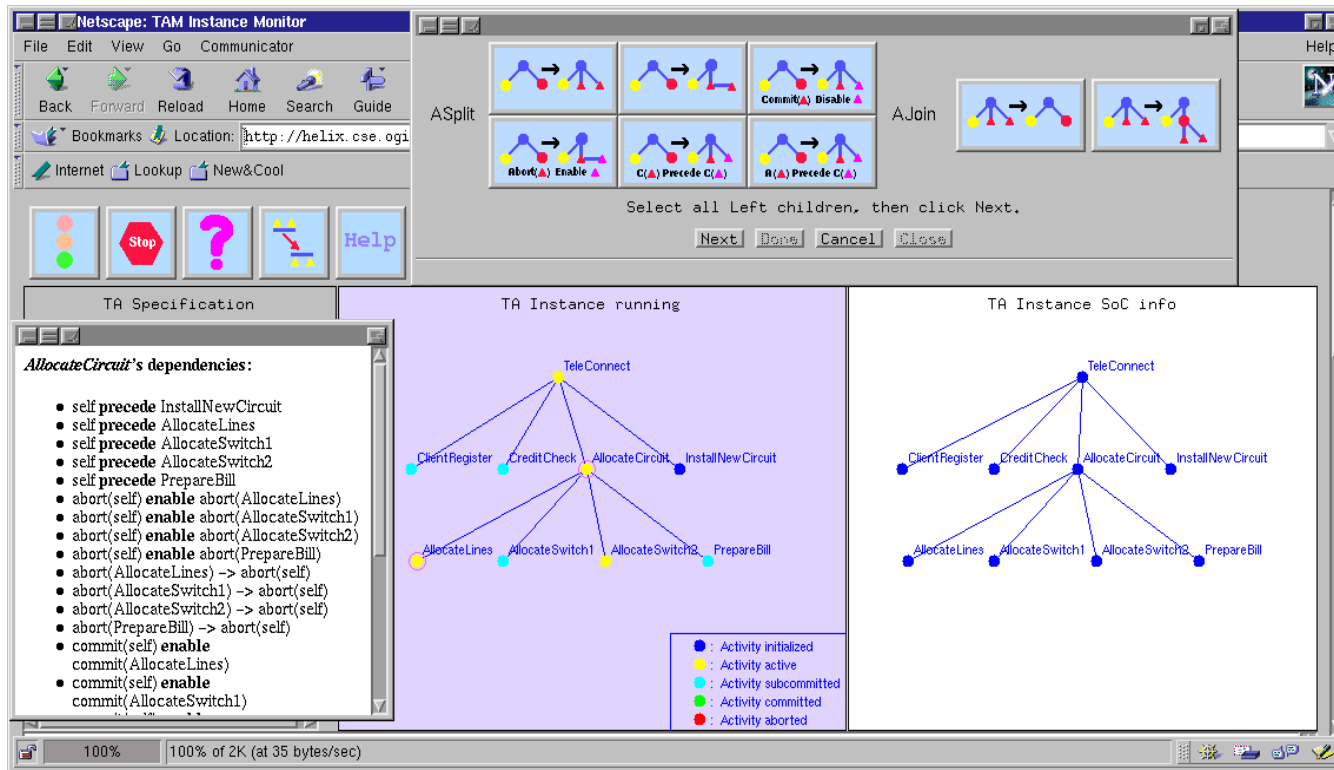 Netscape: TAM Instance Monitor
File Edit View Go Communicator
Help
Back Forward Reload Home Search Guide
N
Bookmarks Location: http://helix.cse.ogi
Internet Lookup New&Cool
ASplit
Commit(▲) Disable ▲
Abort(▲) Enable ▲
C(▲) Precede C(▲)
A(▲) Precede C(▲)
AJoin
Select all Left children, then click Next.
Next Done Cancel Close
Stop
?
Help
TA Specification
AllocateCircuit's dependencies:
● self precede InstallNewCircuit
● self precede AllocateLines
● self precede AllocateSwitch1
● self precede AllocateSwitch2
● self precede PrepareBill
● abort(self) enable abort(AllocateLines)
● abort(self) enable abort(AllocateSwitch1)
● abort(self) enable abort(AllocateSwitch2)
● abort(self) enable abort(PrepareBill)
● abort(AllocateLines) -> abort(self)
● abort(AllocateSwitch1) -> abort(self)
● abort(AllocateSwitch2) -> abort(self)
● abort(PrepareBill) -> abort(self)
● commit(self) enable
commit(AllocateLines)
● commit(self) enable
commit(AllocateSwitch1)
TA Instance running
TeleConnect
ClientRegister CreditCheck AllocateCircuit InstallNewCircuit
AllocateLines AllocateSwitch1 AllocateSwitch2 PrepareBill
● : Activity initialized
● : Activity active
● : Activity subcommitted
● : Activity committed
● : Activity aborted
TA Instance SoC info
TeleConnect
ClientRegister CreditCheck AllocateCircuit InstallNewCircuit
AllocateLines AllocateSwitch1 AllocateSwitch2 PrepareBill
100% 100% of 2K (at 35 bytes/sec)